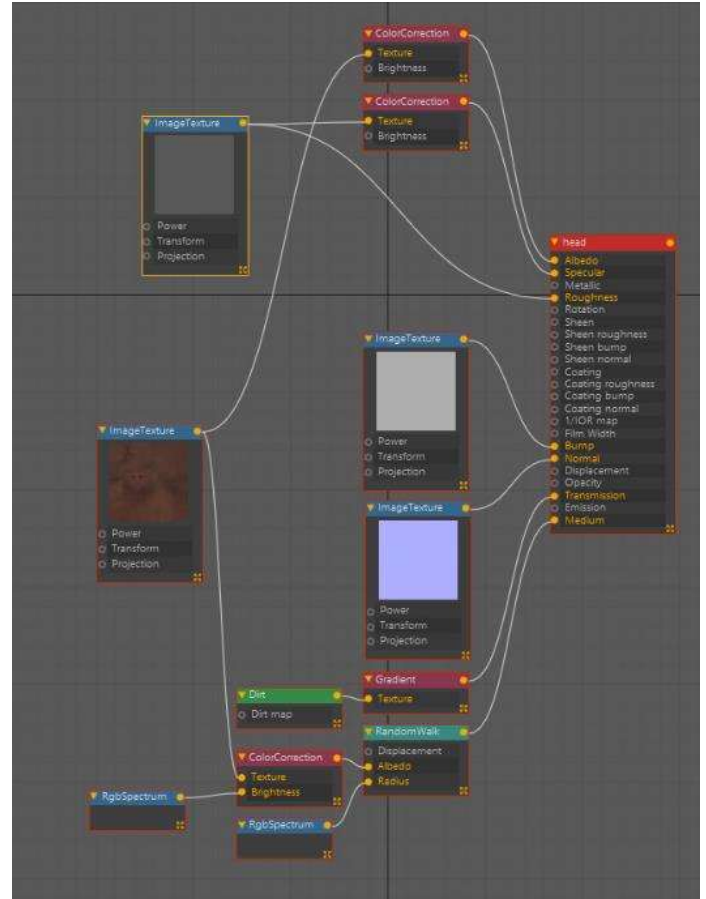 ColorCorrection
Texture
Brightness
ColorCorrection
Texture
Brightness
ImageTexture
Power
Transform
Projection
head
Albedo
Specular
Metallic
Roughness
Rotation
Sheen
Sheen roughness
Sheen bump
Sheen normal
Coating
Coating roughness
Coating bump
Coating normal
1/IOR map
Film Width
Bump
Normal
Displacement
Opacity
Transmission
Emission
Medium
ImageTexture
Power
Transform
Projection
ImageTexture
Power
Transform
Projection
ImageTexture
Power
Transform
Projection
Gradient
Texture
Dirt
Dirt map
RandomWalk
Displacement
Albedo
Radius
ColorCorrection
Texture
Brightness
RgbSpectrum
RgbSpectrum